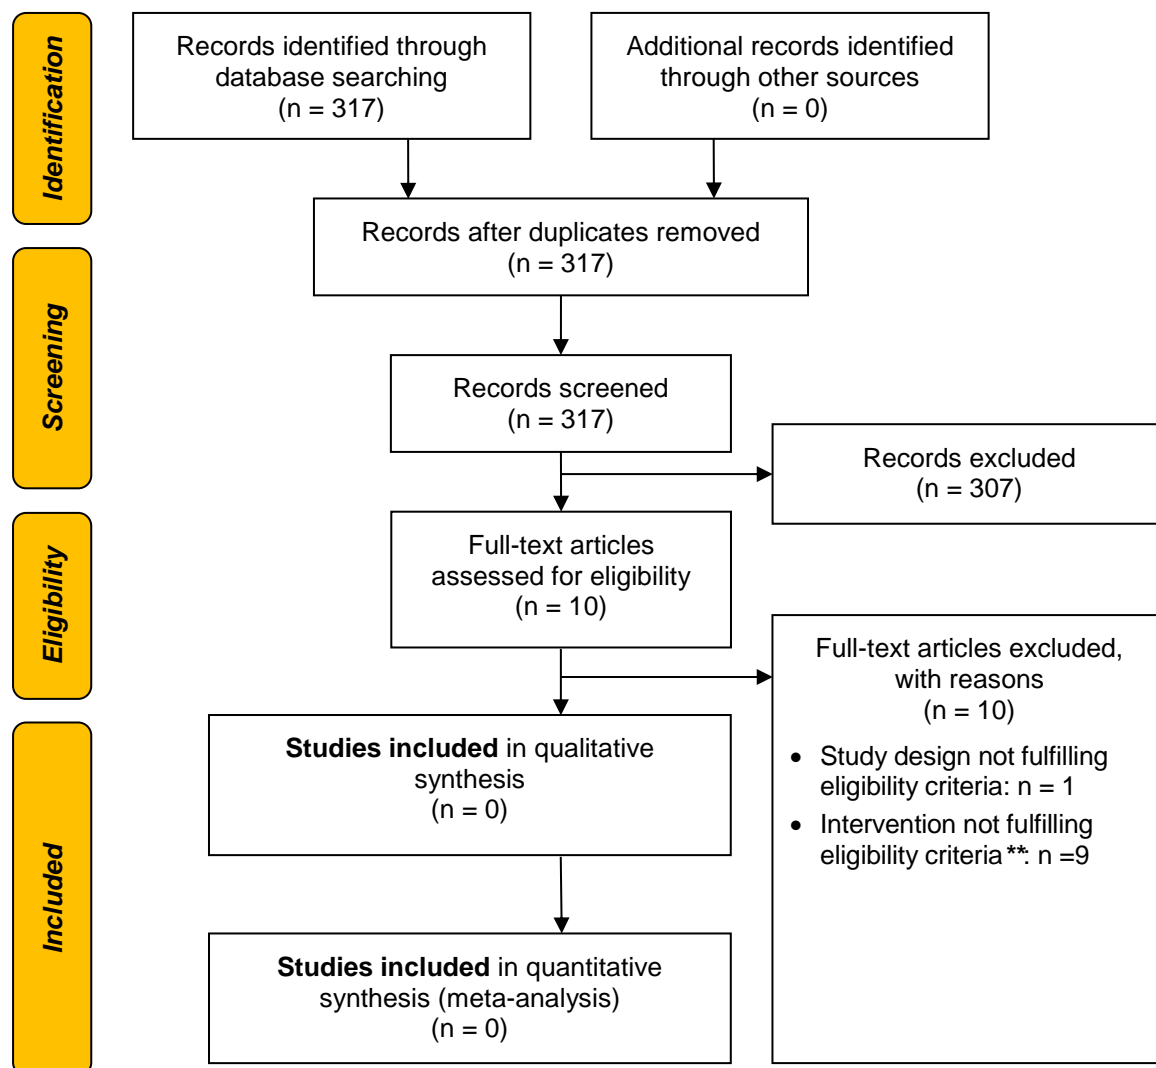 Identification
Records identified through
database searching
(n = 317)
Additional records identified
through other sources
(n = 0)
Records after duplicates removed
(n = 317)
Screening
Records screened
(n = 317)
Records excluded
(n = 307)
Eligibility
Full-text articles
assessed for eligibility
(n = 10)
Full-text articles excluded,
with reasons
(n = 10)
• Study design not fulfilling
eligibility criteria: n = 1
• Intervention not fulfilling
eligibility criteria**: n =9
Included
Studies included in qualitative
synthesis
(n = 0)
Studies included in quantitative
synthesis (meta-analysis)
(n = 0)